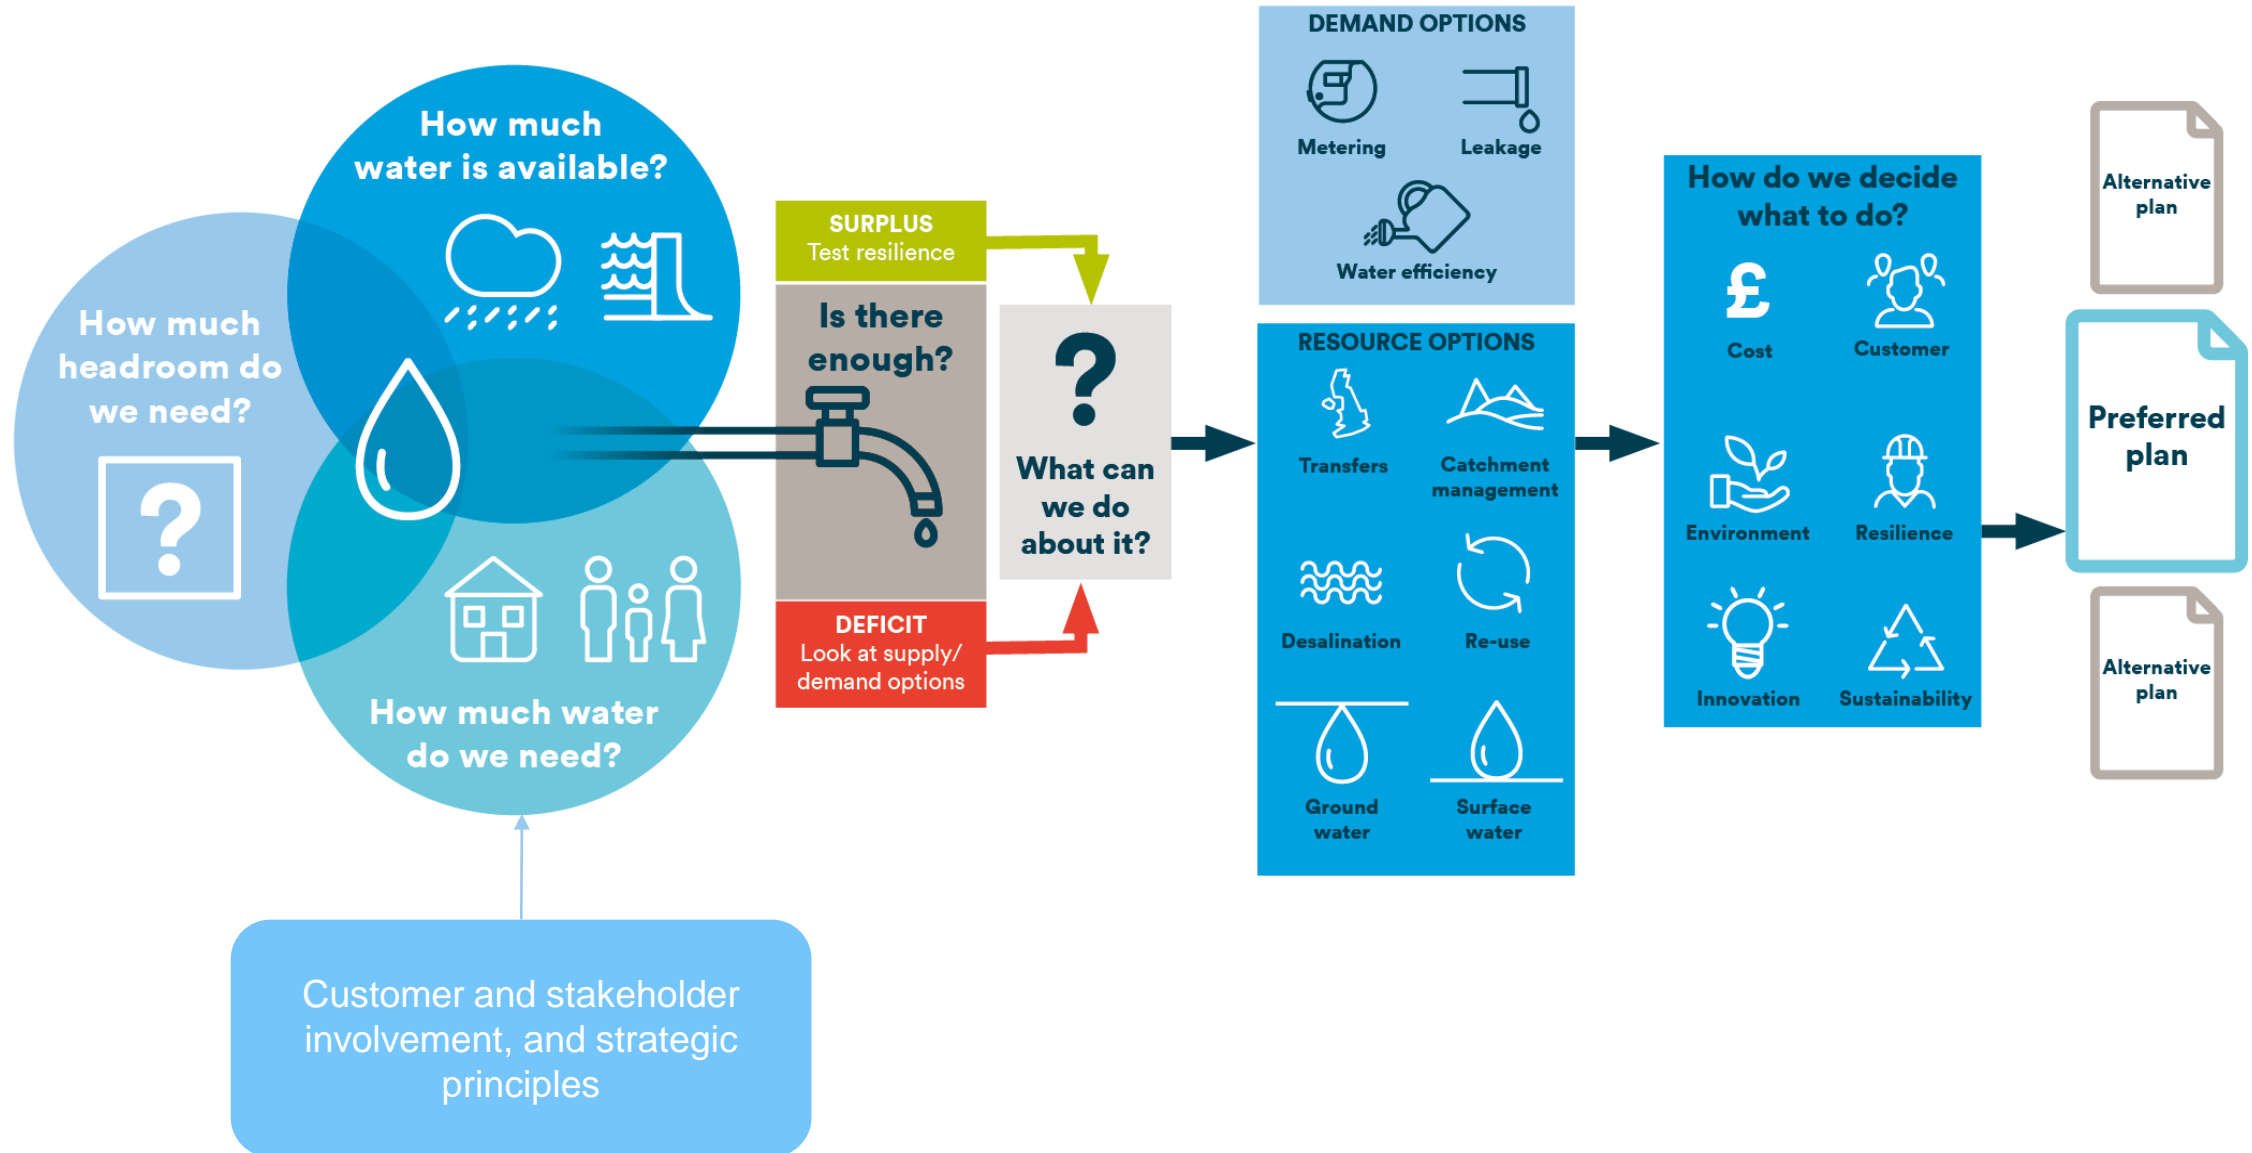 How much
water is available?
How much
headroom do
we need?
?
How much water
do we need?
Customer and stakeholder
involvement, and strategic
principles
SURPLUS
Test resilience
Is there
enough?
DEFICIT
Look at supply/
demand options
?
What can
we do
about it?
DEMAND OPTIONS
Metering
Leakage
Water efficiency
RESOURCE OPTIONS
Transfers
Catchment
management
Desalination
Re-use
Ground
water
Surface
water
How do we decide
what to do?
£
Cost
Customer
Environment
Resilience
Innovation
Sustainability
Alternative
plan
Preferred
plan
Alternative
plan